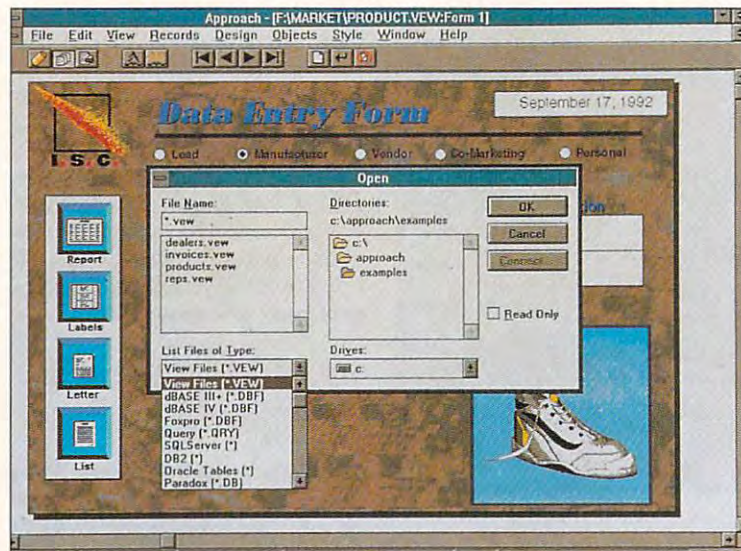 Approach - [F:\MARKET\PRODUCT.VEW:Form 1]
File Edit View Records Design Objects Style Window Help
Data Entry Form
September 17, 1992
I.S.C.
Lead Manufacturer Vendor Co-Marketing Personal
Open
File Name:
*.vew
dealers.vew
invoices.vew
products.vew
reps.vew
Directories:
c:\approach\examples
c:\
approach
examples
OK
Cancel
Connect...
Read Only
List Files of Type:
View Files (*.VEW)
View Files (*.VEW)
dBASE III+ (*.DBF)
dBASE IV (*.DBF)
Foxpro (*.DBF)
Query (*.QRY)
SQLServer (*)
DB2 (*)
Oracle Tables (*)
Paradox (*.DB)
Drives:
c:
Report
Labels
Letter
List